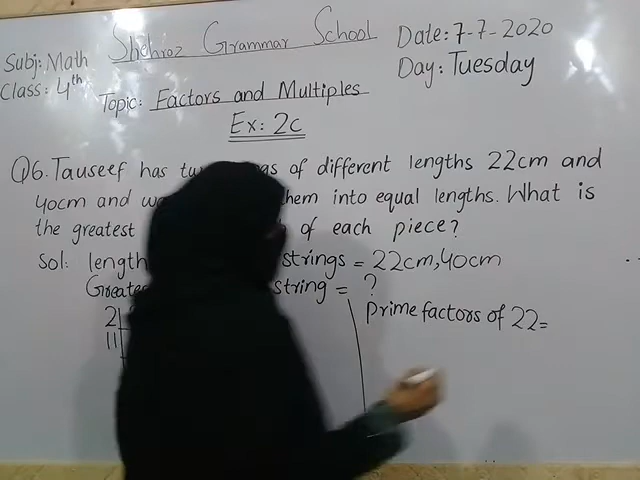 Shehroz Grammar School
Subj: Math
Class: 4th
Date: 7-7-2020
Day: Tuesday
Topic: Factors and Multiples
Ex: 2c
Q6. Tauseef has of different lengths 22cm and
40cm and them into equal lengths. What is
the greatest of each piece?
Sol: length strings = 22cm, 40cm
string = ?
2
11
Prime factors of 22=